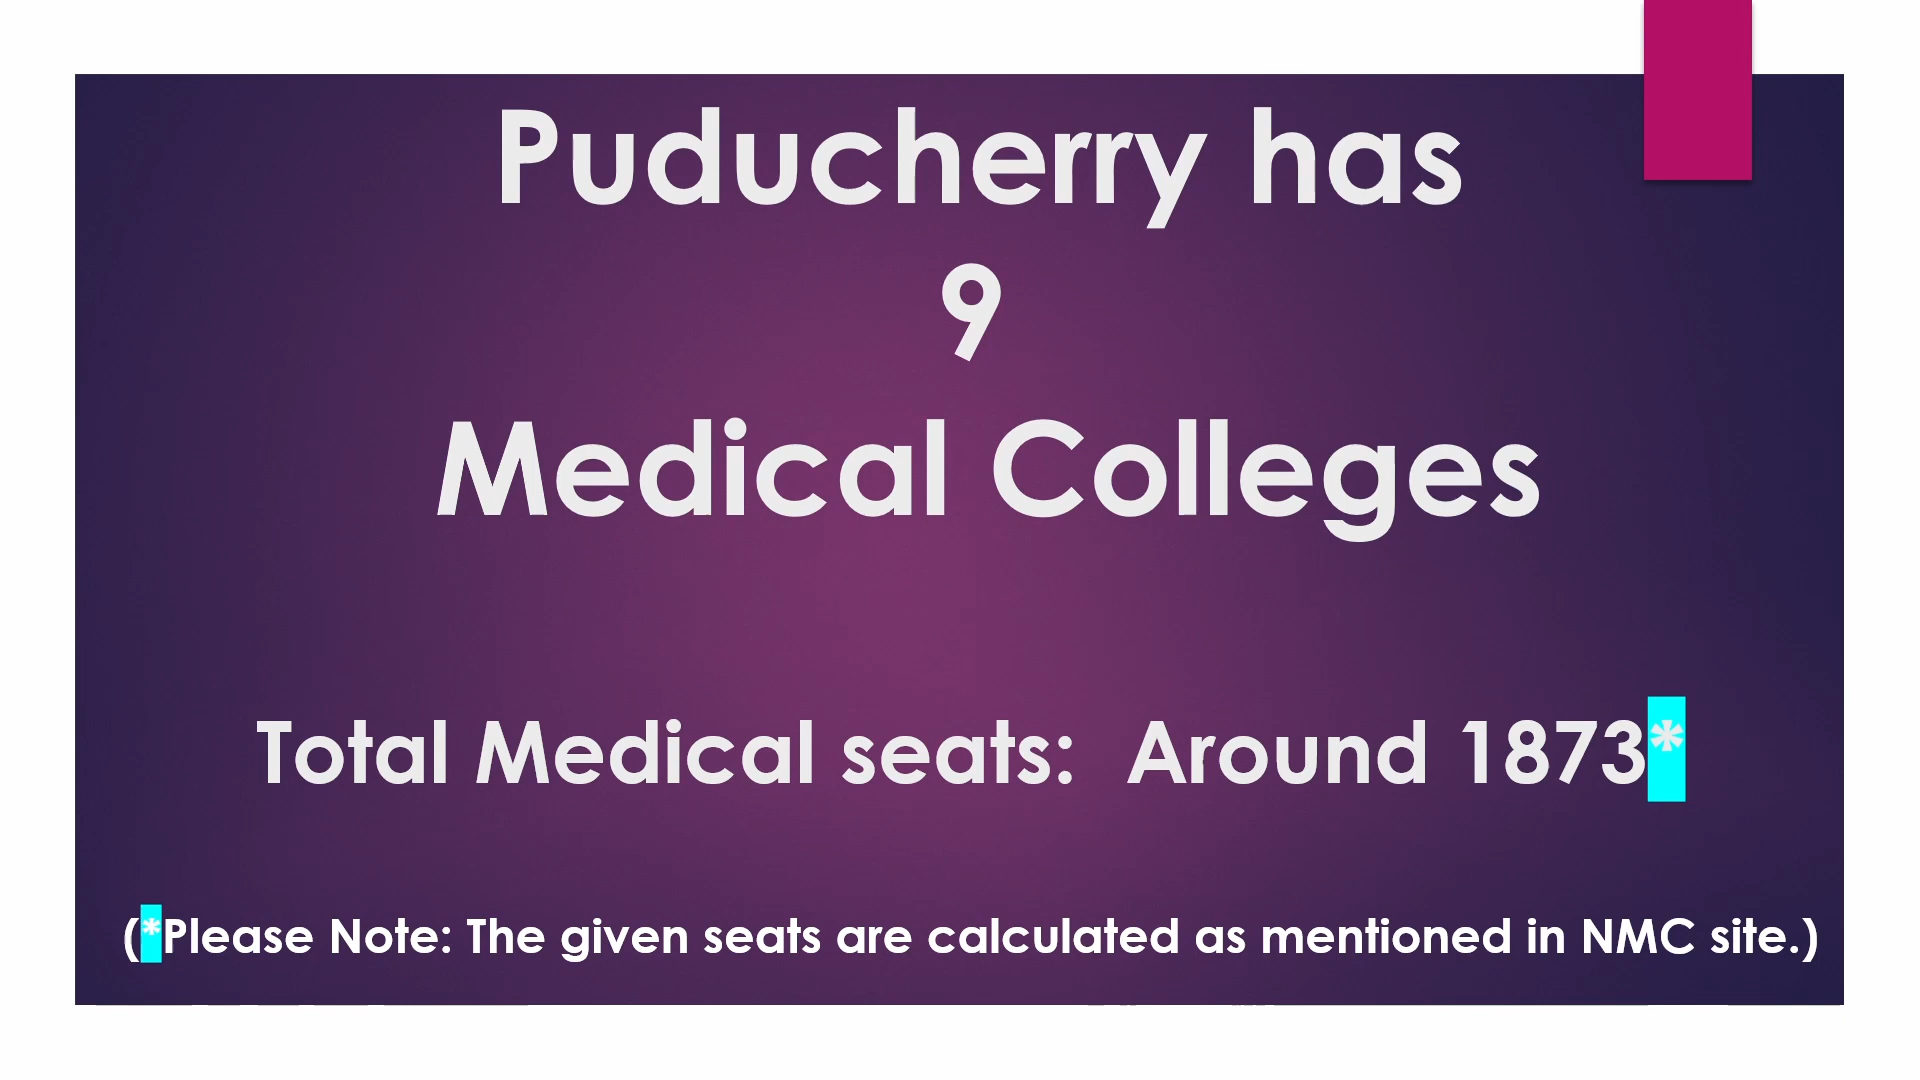 Puducherry has
9
Medical Colleges
Total Medical seats: Around 1873*
(*Please Note: The given seats are calculated as mentioned in NMC site.)